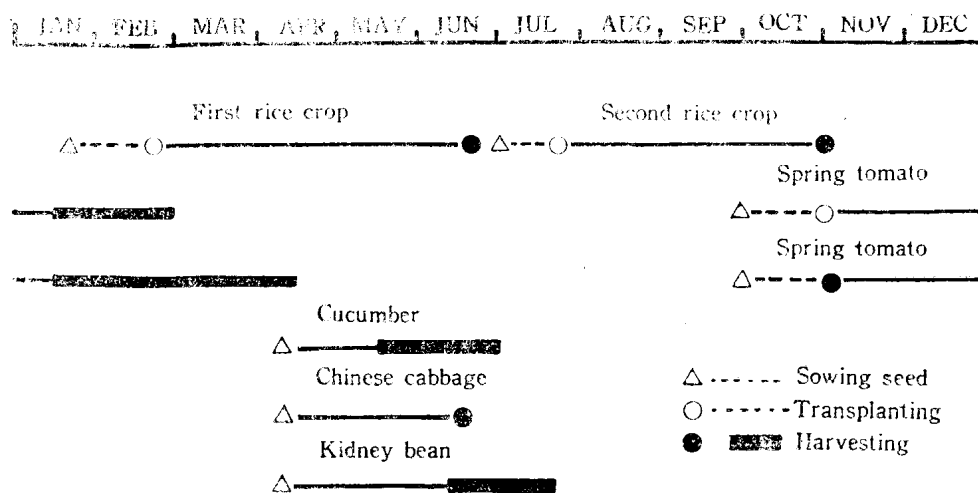 JAN FEB MAR APR MAY JUN JUL AUG SEP OCT NOV DEC
First rice crop Second rice crop
Spring tomato
Spring tomato
Cucumber
Chinese cabbage
Sowing seed
Transplanting
Kidney bean
Harvesting